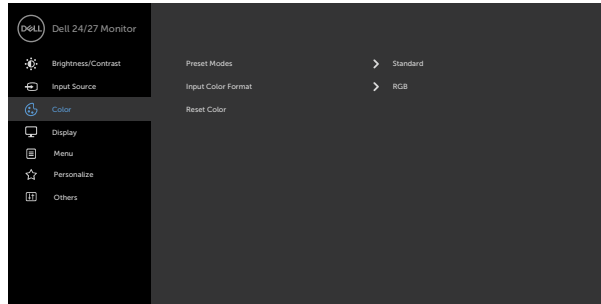 DELL
Dell 24/27 Monitor
Brightness/Contrast
Input Source
Color
Display
Menu
Personalize
Others
Preset Modes Standard
Input Color Format RGB
Reset Color